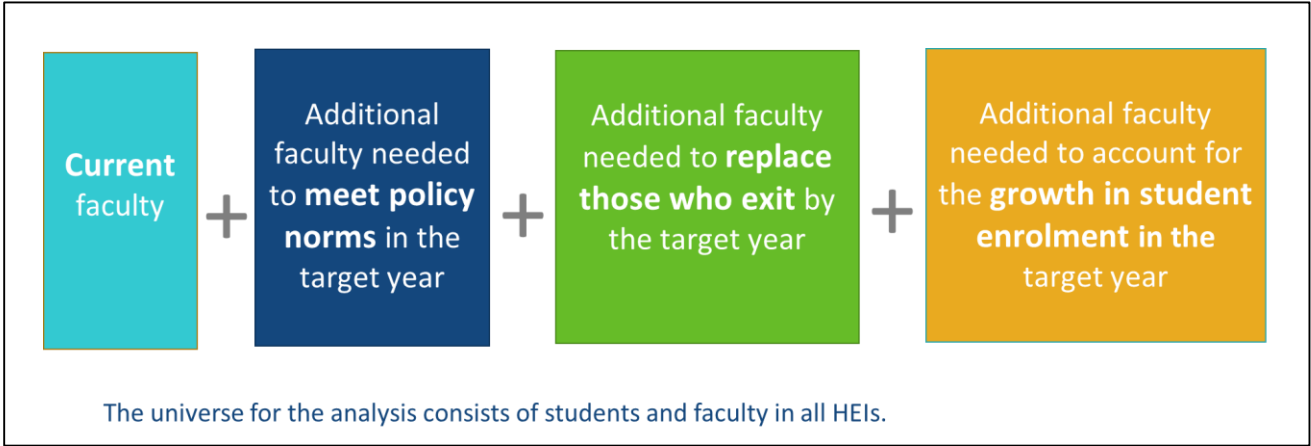 Current
faculty
+
Additional
faculty needed
to meet policy
norms in the
target year
+
Additional faculty
needed to replace
those who exit by
the target year
+
Additional faculty
needed to account for
the growth in student
enrolment in the
target year
The universe for the analysis consists of students and faculty in all HEIs.